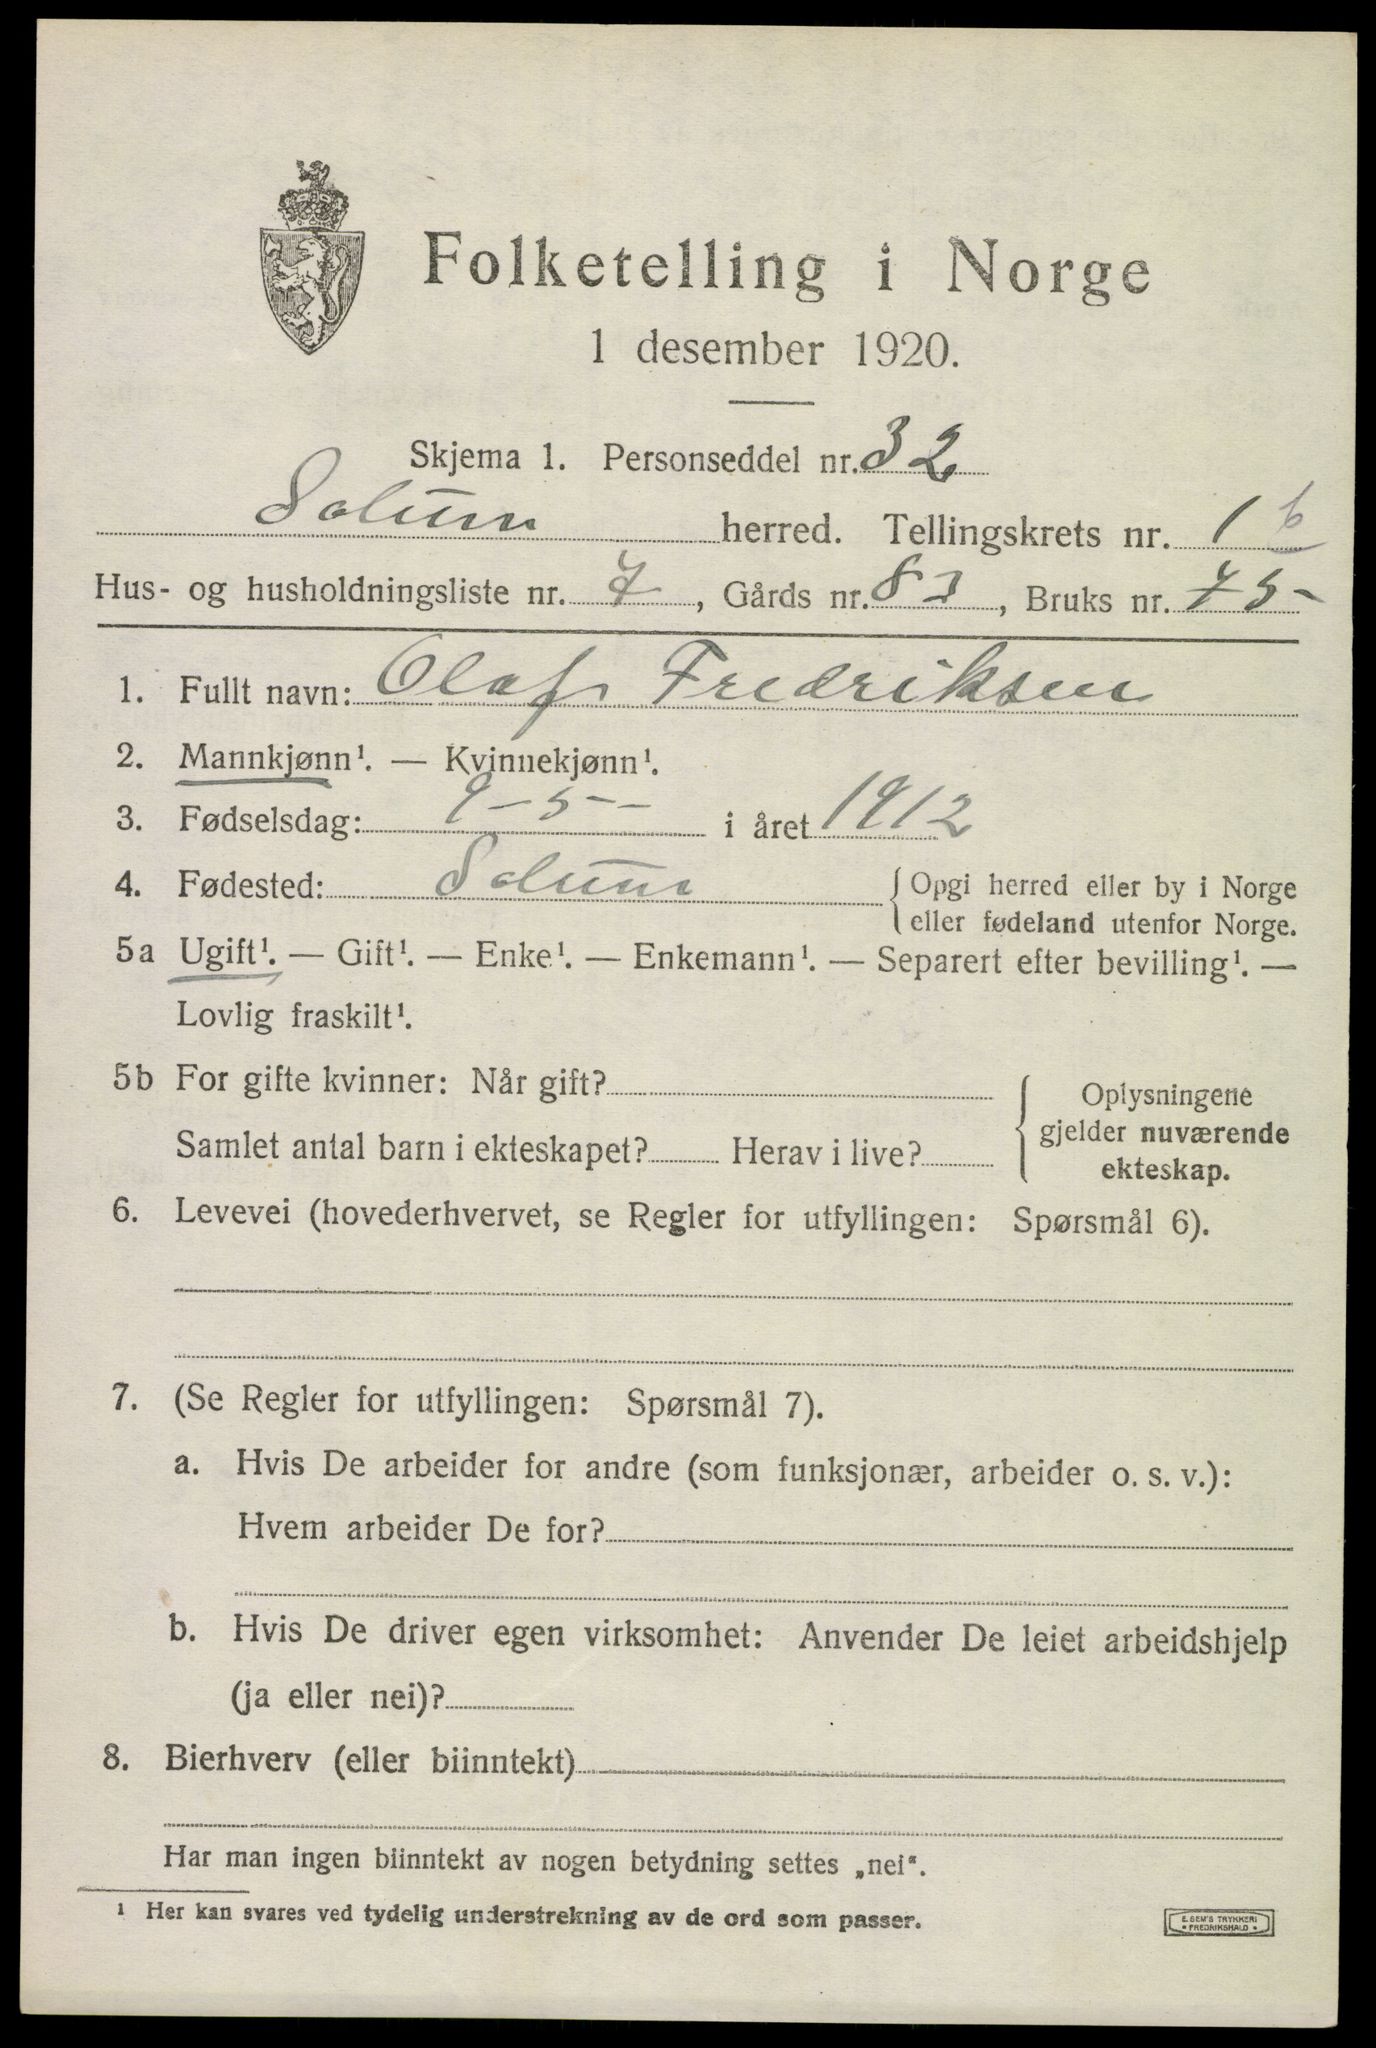 Folketelling i Norge
1 desember 1920.
Skjema 1. Personseddel nr. 32
Solum herred. Tellingskrets nr. 1 b
Hus- og husholdningsliste nr. 7, Gårds nr. 83, Bruks nr. 75
1. Fullt navn: Olaf Fredriksen
2. Mannkjønn¹. — Kvinnekjønn¹.
3. Fødselsdag: 9-5- i året 1912
4. Fødested: Solum { Opgi herred eller by i Norge
eller fødeland utenfor Norge.
5a Ugift¹. — Gift¹. — Enke¹. — Enkemann¹. — Separert efter bevilling¹. —
Lovlig fraskilt¹.
5b For gifte kvinner: Når gift?
Samlet antal barn i ekteskapet? Herav i live?
{ Oplysningene
gjelder nuværende
ekteskap.
6. Levevei (hovederhvervet, se Regler for utfyllingen: Spørsmål 6).
7. (Se Regler for utfyllingen: Spørsmål 7).
a. Hvis De arbeider for andre (som funksjonær, arbeider o. s. v.):
Hvem arbeider De for?
b. Hvis De driver egen virksomhet: Anvender De leiet arbeidshjelp
(ja eller nei)?
8. Bierhverv (eller biinntekt)
Har man ingen biinntekt av nogen betydning settes „nei".
¹ Her kan svares ved tydelig understrekning av de ord som passer.
E. SEM'S TRYKKERI
• FREDRIKSHALD •